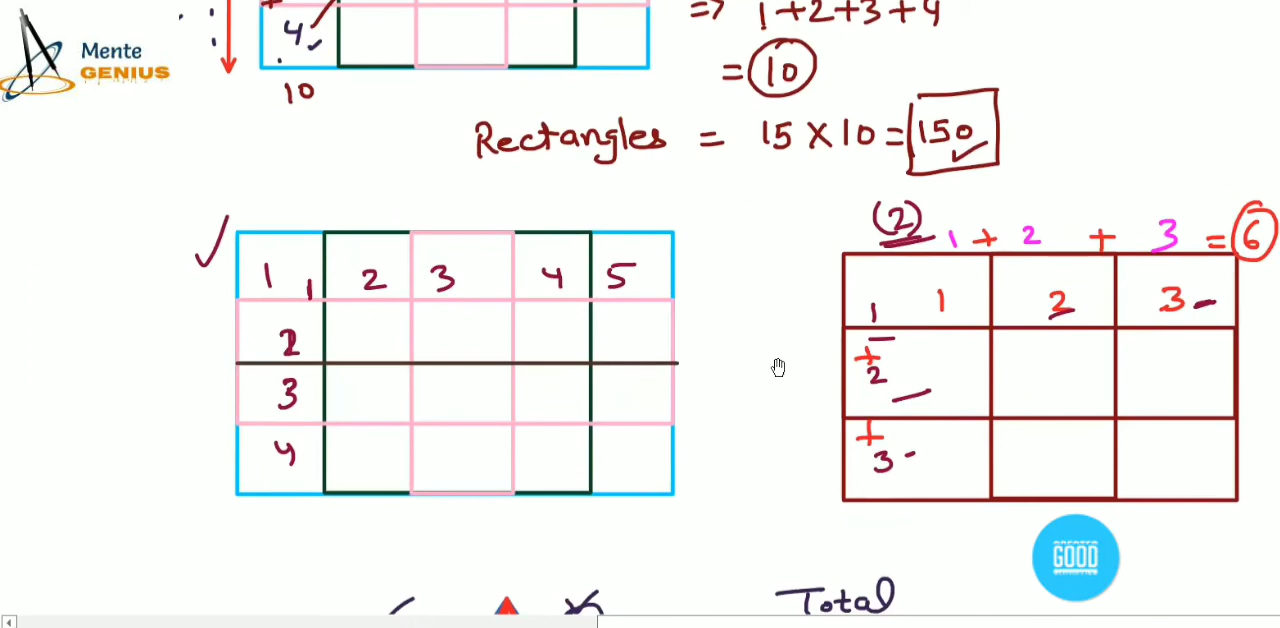 Mente
GENIUS
4
10
=> 1+2+3+4
= 10
Rectangles = 15 X 10 = 150
1 1 2 3 4 5
2
3
4
(2) 1 + 2 + 3 = 6
1 1 2 3
+
2
+
3
GOOD
Total